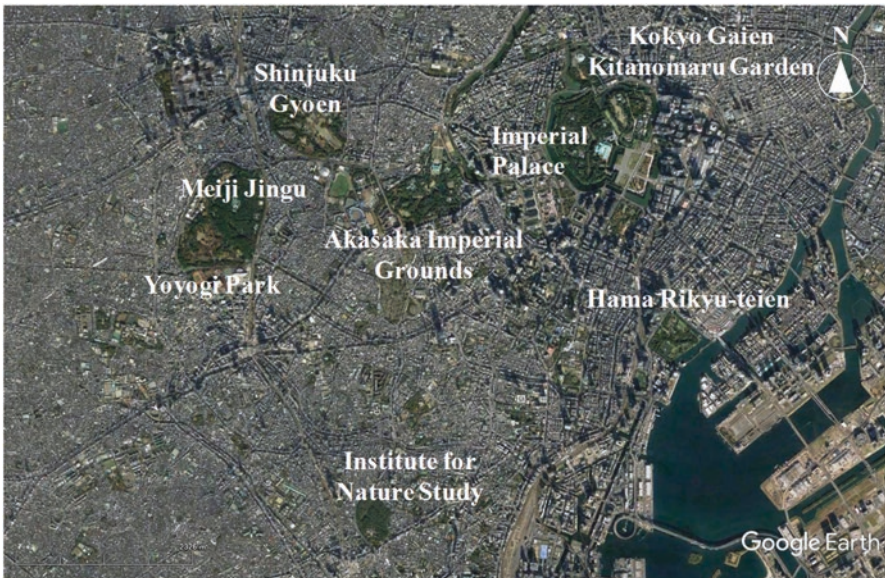 Kokyo Gaien
Kitanomaru Garden
N
Shinjuku
Gyoen
Imperial
Palace
Meiji Jingu
Akasaka Imperial
Grounds
Yoyogi Park
Hama Rikyu-teien
Institute for
Nature Study
Google Earth